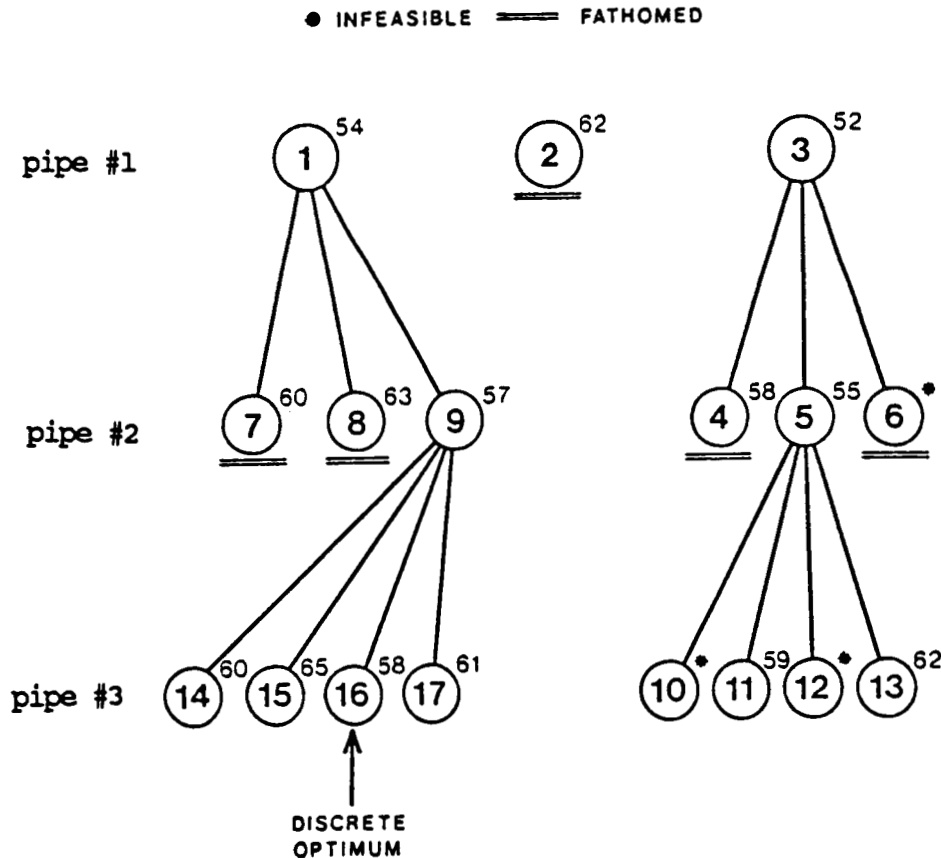 ● INFEASIBLE ══ FATHOMED
pipe #1
1 54
2 62
3 52
pipe #2
7 60
8 63
9 57
4 58
5 55
6 *
pipe #3
14 60
15 65
16 58
17 61
10 *
11 59
12 *
13 62
DISCRETE
OPTIMUM